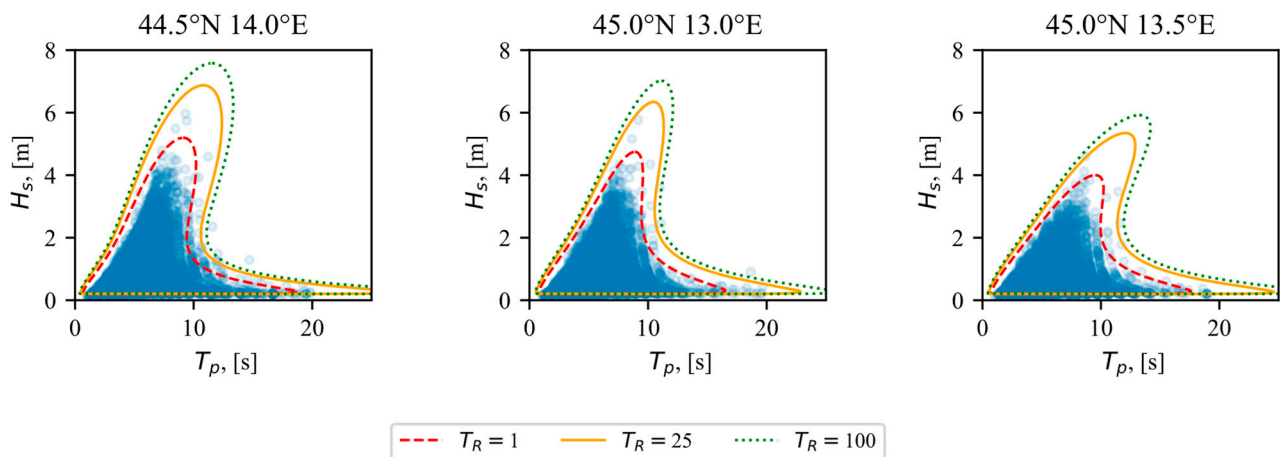 44.5°N 14.0°E
45.0°N 13.0°E
45.0°N 13.5°E
8
6
4
2
0
H_s, [m]
0 10 20
T_p, [s]
8
6
4
2
0
H_s, [m]
0 10 20
T_p, [s]
8
6
4
2
0
H_s, [m]
0 10 20
T_p, [s]
T_R = 1 T_R = 25 T_R = 100